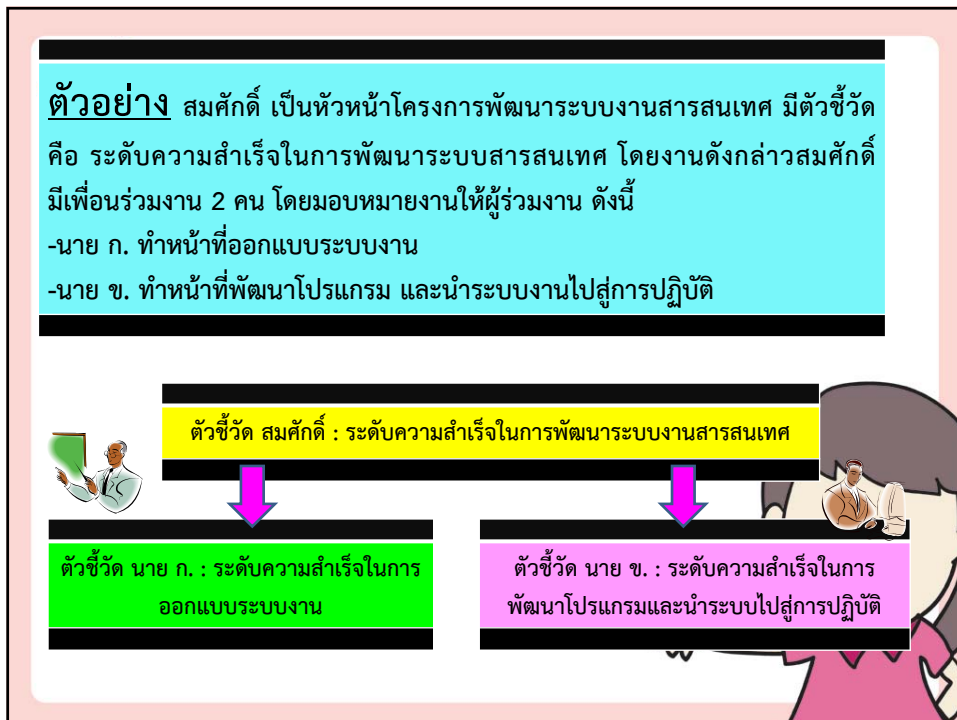 ตัวอย่าง สมศักดิ์ เป็นหัวหน้าโครงการพัฒนาระบบงานสารสนเทศ มีตัวชี้วัด
คือ ระดับความสำเร็จในการพัฒนาระบบสารสนเทศ โดยงานดังกล่าวสมศักดิ์
มีเพื่อนร่วมงาน 2 คน โดยมอบหมายงานให้ผู้ร่วมงาน ดังนี้
-นาย ก. ทำหน้าที่ออกแบบระบบงาน
-นาย ข. ทำหน้าที่พัฒนาโปรแกรม และนำระบบงานไปสู่การปฏิบัติ
ตัวชี้วัด สมศักดิ์ : ระดับความสำเร็จในการพัฒนาระบบงานสารสนเทศ
ตัวชี้วัด นาย ก. : ระดับความสำเร็จในการ
ออกแบบระบบงาน
ตัวชี้วัด นาย ข. : ระดับความสำเร็จในการ
พัฒนาโปรแกรมและนำระบบไปสู่การปฏิบัติ